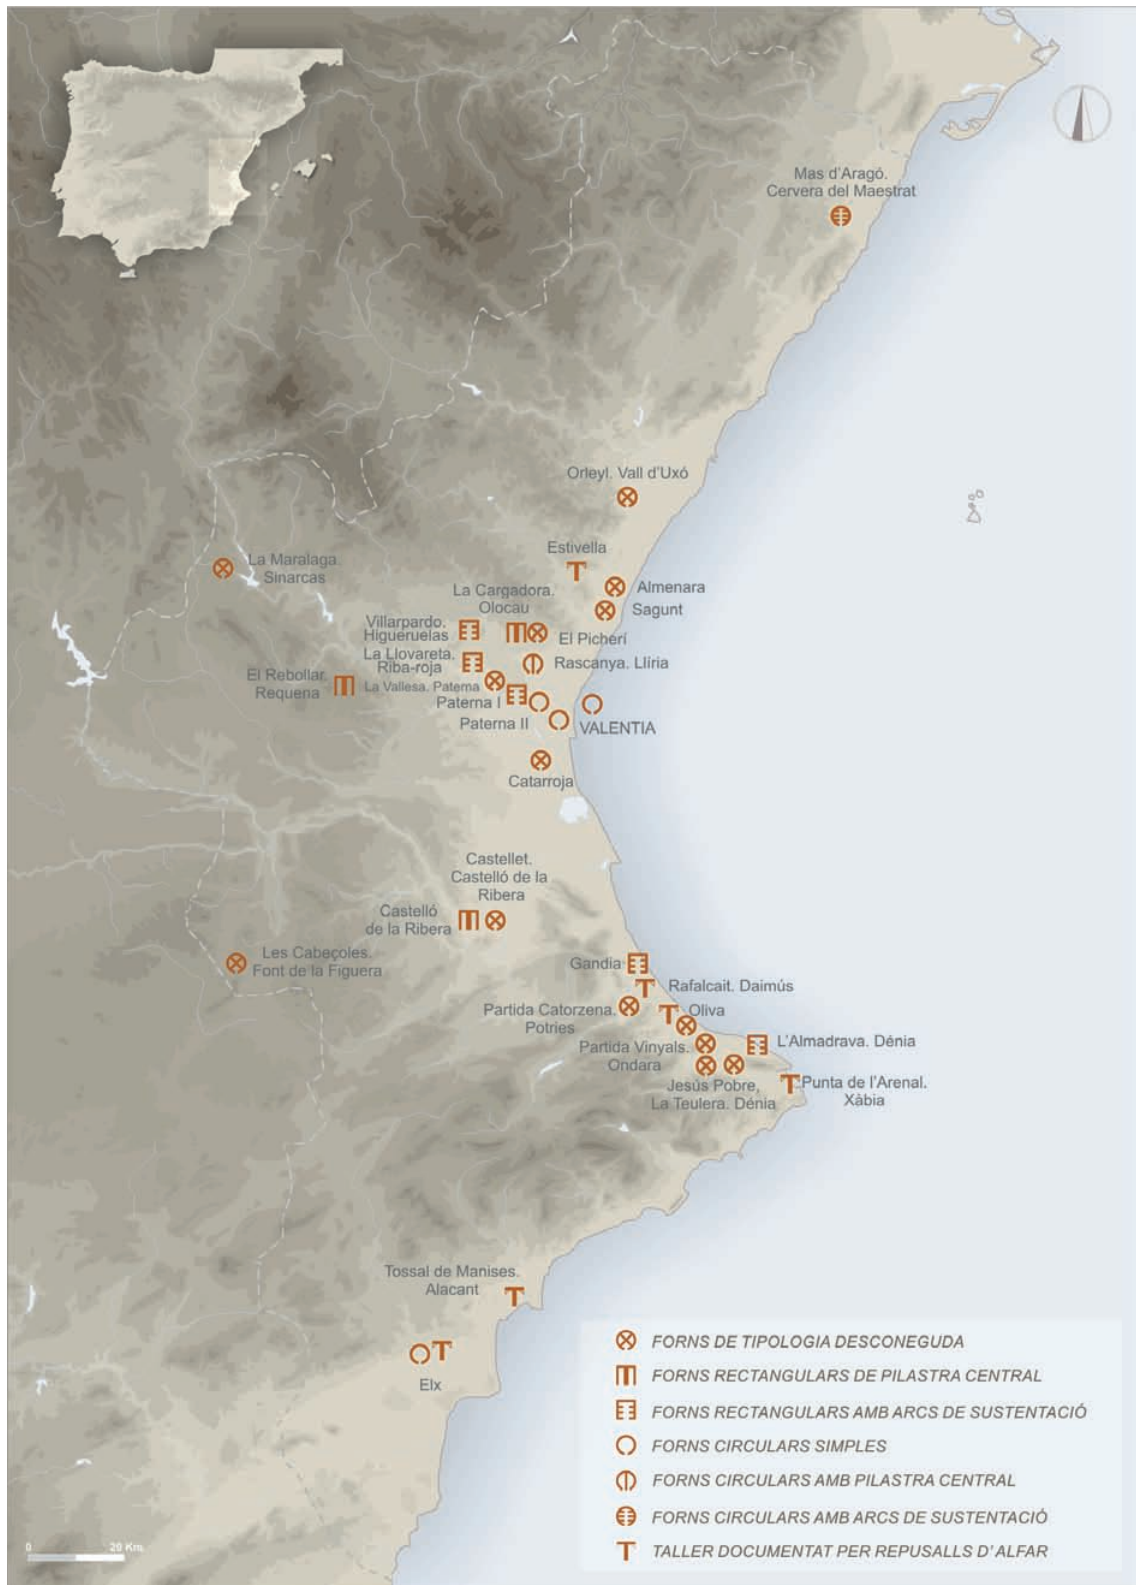 Mas d'Aragó.
Cervera del Maestrat
Orleyl. Vall d'Uxó
Estivella
La Maralaga.
Sinarcas
Almenara
La Cargadora.
Olocau
Sagunt
Villarpardo.
Higueruelas
El Picherí
La Llovareta.
Riba-roja
Rascanya. Llíria
El Rebollar.
Requena
La Vallesa. Paterna
Paterna I
Paterna II
VALENTIA
Catarroja
Castellet.
Castelló de la
Ribera
Castelló
de la Ribera
Les Cabeçoles.
Font de la Figuera
Gandia
Rafalcait. Daimús
Partida Catorzena.
Potries
Oliva
Partida Vinyals.
Ondara
L'Almadrava. Dénia
Jesús Pobre,
La Teulera. Dénia
Punta de l'Arenal.
Xàbia
Tossal de Manises.
Alacant
Elx
FORNS DE TIPOLOGIA DESCONEGUDA
FORNS RECTANGULARS DE PILASTRA CENTRAL
FORNS RECTANGULARS AMB ARCS DE SUSTENTACIÓ
FORNS CIRCULARS SIMPLES
FORNS CIRCULARS AMB PILASTRA CENTRAL
FORNS CIRCULARS AMB ARCS DE SUSTENTACIÓ
TALLER DOCUMENTAT PER REPUSALLS D'ALFAR
0 20 Km.